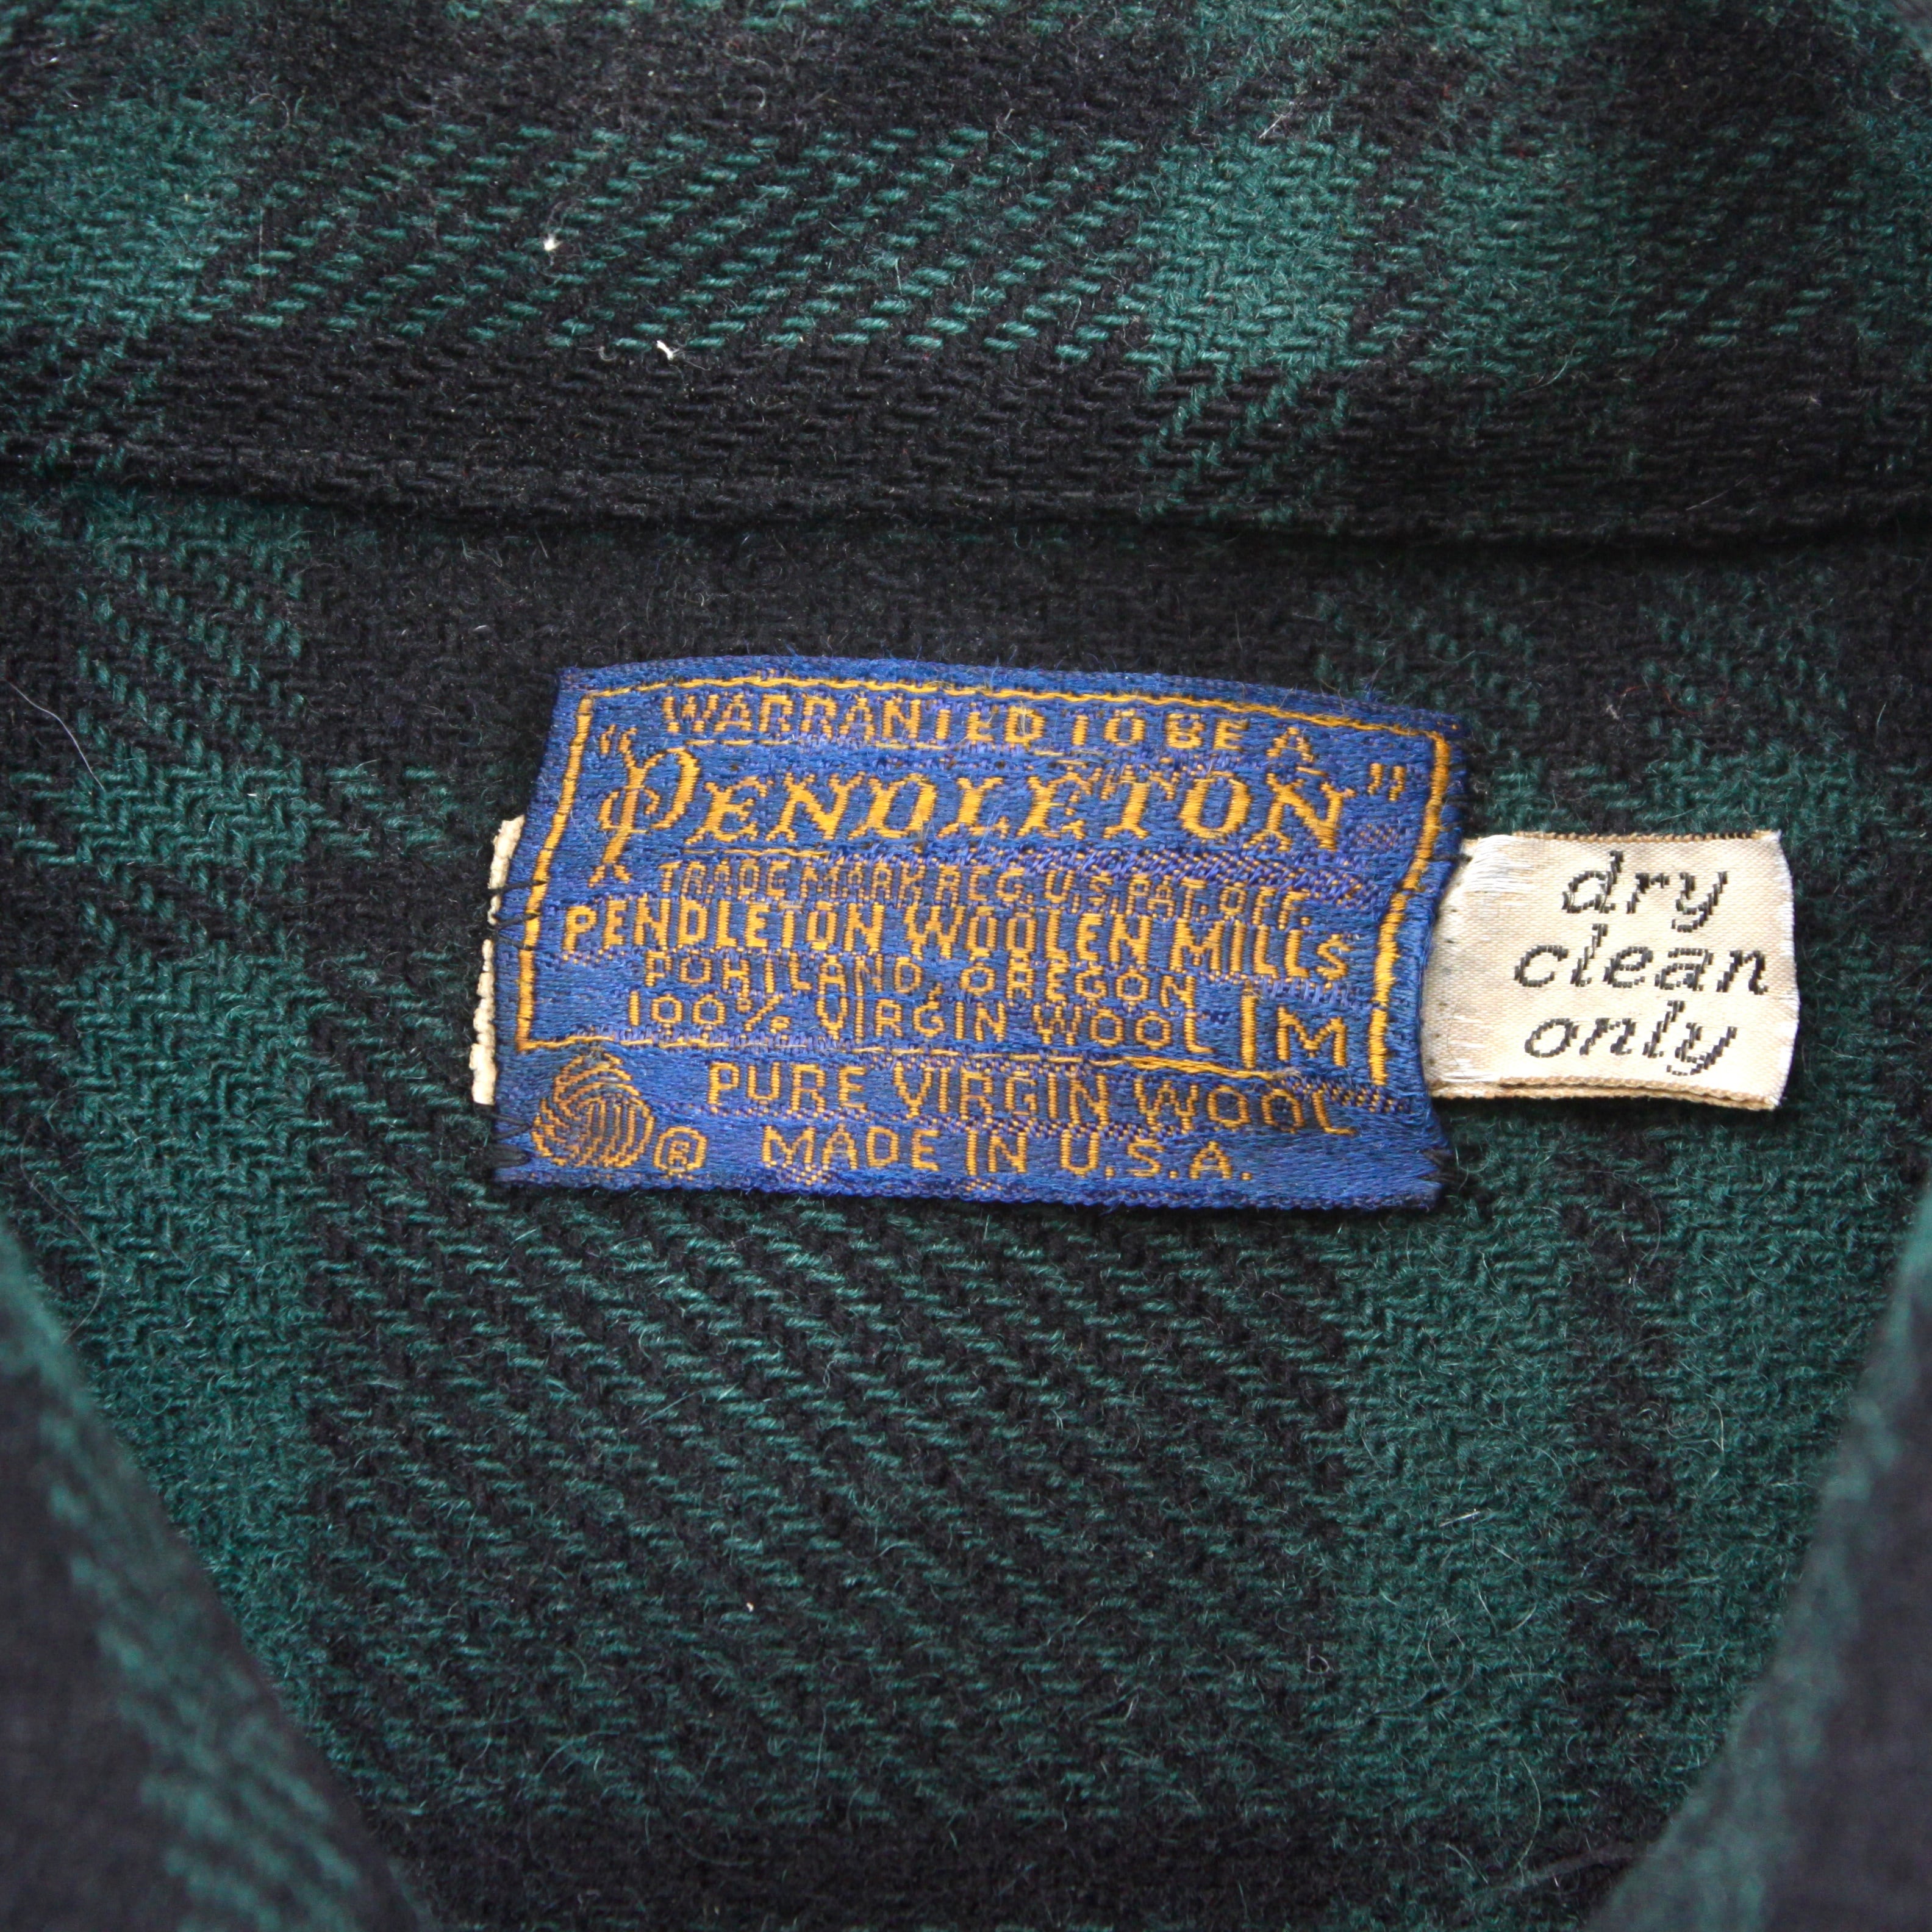 WARRANTED TO BE A
"PENDLETON"
TRADE MARK REG. U.S. PAT. OFF.
PENDLETON WOOLEN MILLS
PORTLAND, OREGON
100% VIRGIN WOOL M
PURE VIRGIN WOOL
® MADE IN U.S.A.
dry
clean
only